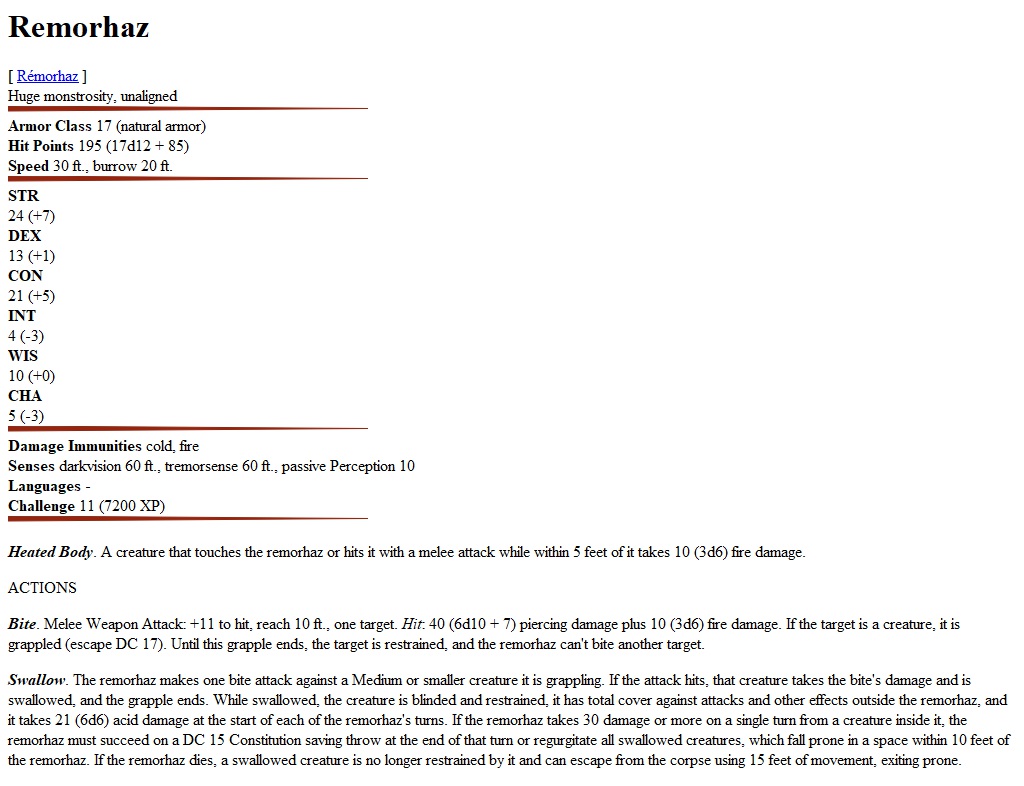 Remorhaz
[ Rémorhaz ]
Huge monstrosity, unaligned
Armor Class 17 (natural armor)
Hit Points 195 (17d12 + 85)
Speed 30 ft., burrow 20 ft.
STR
24 (+7)
DEX
13 (+1)
CON
21 (+5)
INT
4 (-3)
WIS
10 (+0)
CHA
5 (-3)
Damage Immunities cold, fire
Senses darkvision 60 ft., tremorsense 60 ft., passive Perception 10
Languages -
Challenge 11 (7200 XP)
Heated Body. A creature that touches the remorhaz or hits it with a melee attack while within 5 feet of it takes 10 (3d6) fire damage.
ACTIONS
Bite. Melee Weapon Attack: +11 to hit, reach 10 ft., one target. Hit: 40 (6d10 + 7) piercing damage plus 10 (3d6) fire damage. If the target is a creature, it is
grappled (escape DC 17). Until this grapple ends, the target is restrained, and the remorhaz can't bite another target.
Swallow. The remorhaz makes one bite attack against a Medium or smaller creature it is grappling. If the attack hits, that creature takes the bite's damage and is
swallowed, and the grapple ends. While swallowed, the creature is blinded and restrained, it has total cover against attacks and other effects outside the remorhaz, and
it takes 21 (6d6) acid damage at the start of each of the remorhaz's turns. If the remorhaz takes 30 damage or more on a single turn from a creature inside it, the
remorhaz must succeed on a DC 15 Constitution saving throw at the end of that turn or regurgitate all swallowed creatures, which fall prone in a space within 10 feet of
the remorhaz. If the remorhaz dies, a swallowed creature is no longer restrained by it and can escape from the corpse using 15 feet of movement, exiting prone.